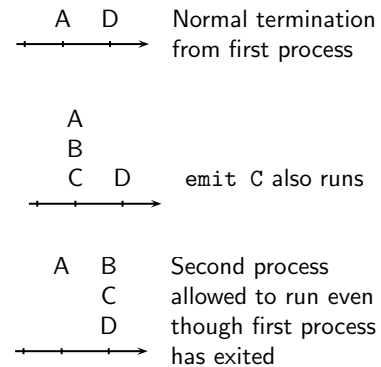 A D Normal termination
from first process
A
B
C D emit C also runs
A B Second process
C allowed to run even
D though first process
has exited